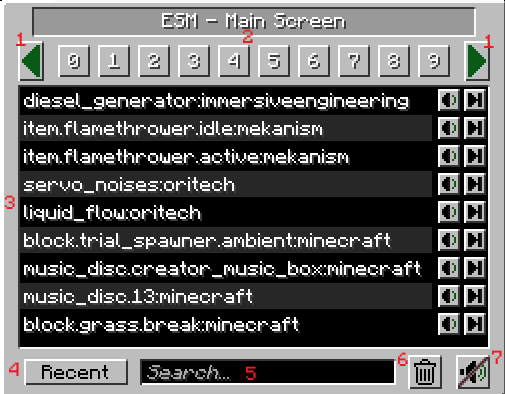 ESM - Main Screen
1 2 1
0 1 2 3 4 5 6 7 8 9
diesel_generator:immersiveengineering
item.flamethrower.idle:mekanism
item.flamethrower.active:mekanism
servo_noises:oritech
3
liquid_flow:oritech
block.trial_spawner.ambient:minecraft
music_disc.creator_music_box:minecraft
music_disc.13:minecraft
block.grass.break:minecraft
4 Recent Search... 5 6 7